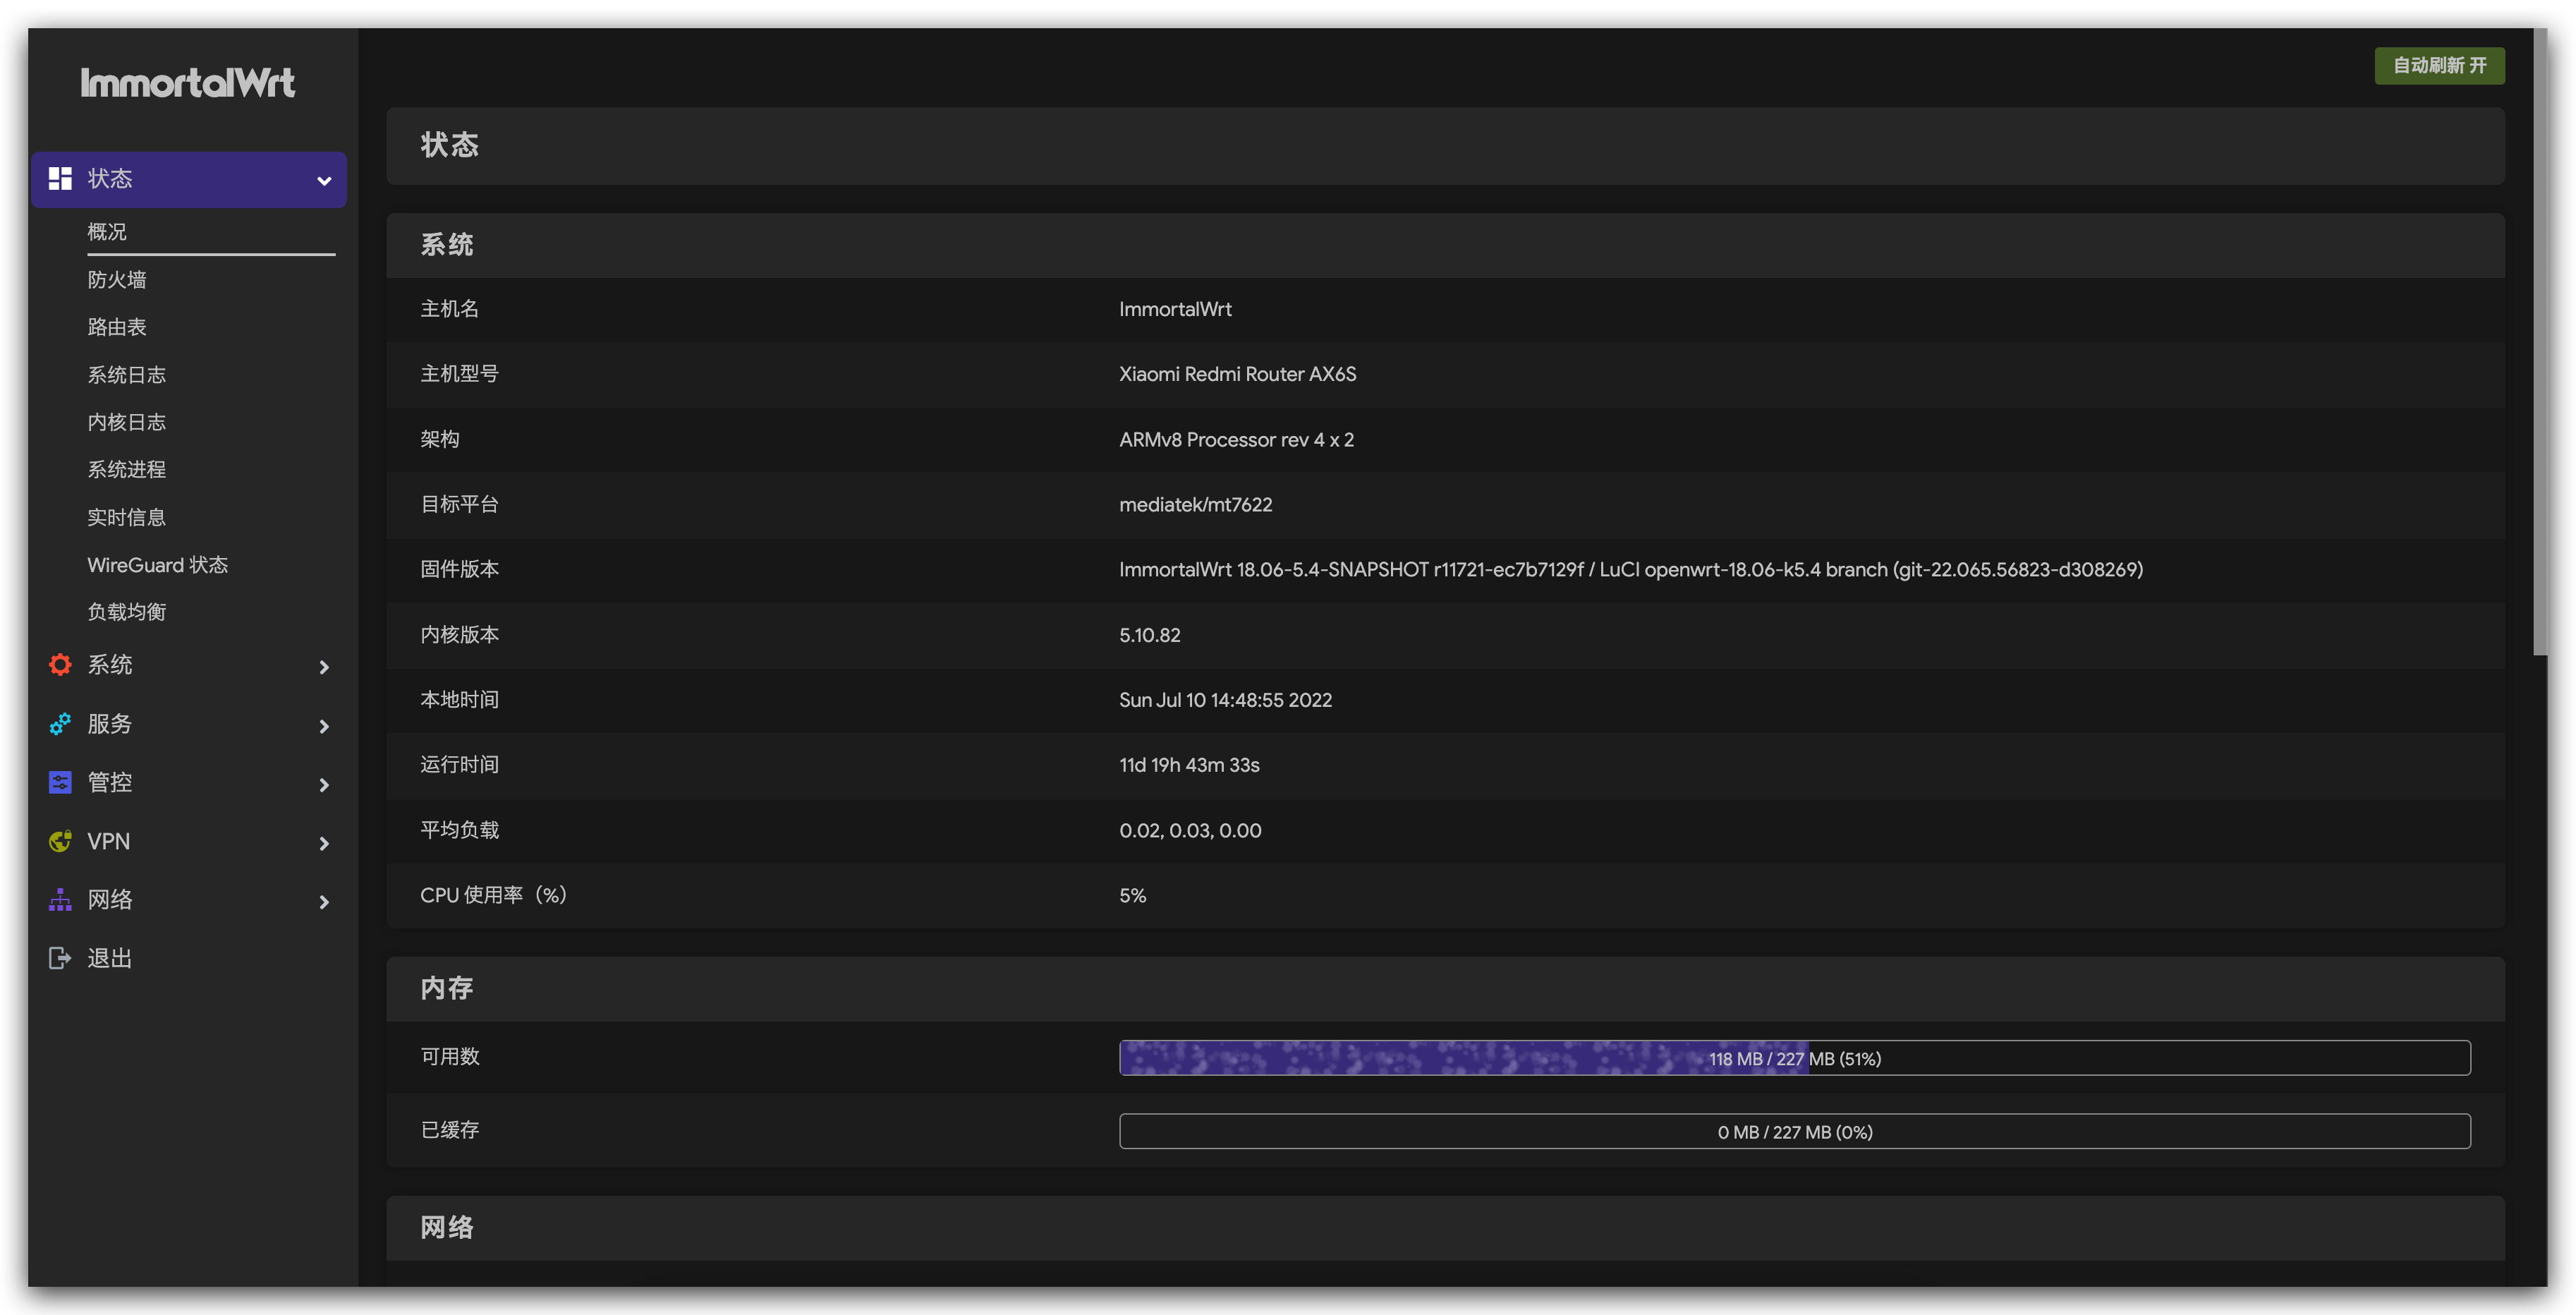 ImmortalWrt
状态
概况
防火墙
路由表
系统日志
内核日志
系统进程
实时信息
WireGuard 状态
负载均衡
系统
服务
管控
VPN
网络
退出
自动刷新 开
状态
系统
主机名 ImmortalWrt
主机型号 Xiaomi Redmi Router AX6S
架构 ARMv8 Processor rev 4 x 2
目标平台 mediatek/mt7622
固件版本 ImmortalWrt 18.06-5.4-SNAPSHOT r11721-ec7b7129f / LuCI openwrt-18.06-k5.4 branch (git-22.065.56823-d308269)
内核版本 5.10.82
本地时间 Sun Jul 10 14:48:55 2022
运行时间 11d 19h 43m 33s
平均负载 0.02, 0.03, 0.00
CPU 使用率（%） 5%
内存
可用数 118 MB / 227 MB (51%)
已缓存 0 MB / 227 MB (0%)
网络